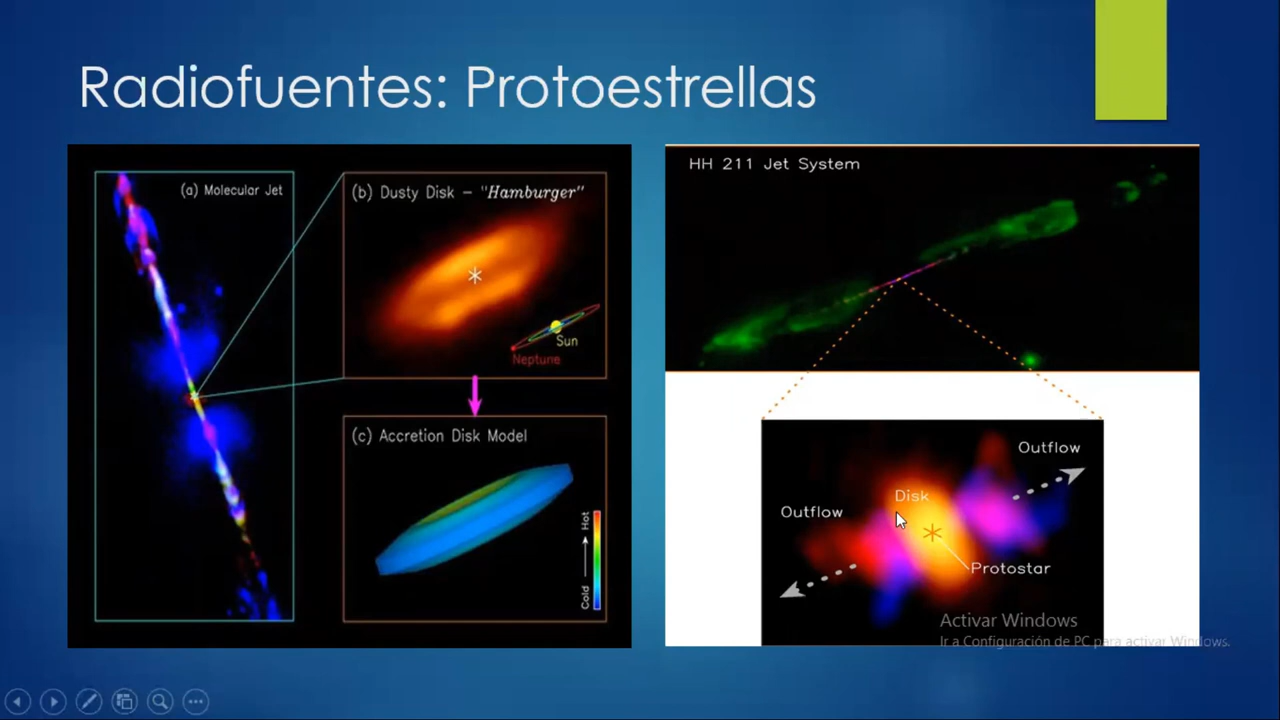 Radiofuentes: Protoestrellas
(a) Molecular Jet
(b) Dusty Disk – "Hamburger"
Sun
Neptune
(c) Accretion Disk Model
Cold
Hot
HH 211 Jet System
Outflow
Disk
Outflow
Protostar
Activar Windows
Ir a Configuración de PC para activar Windows.